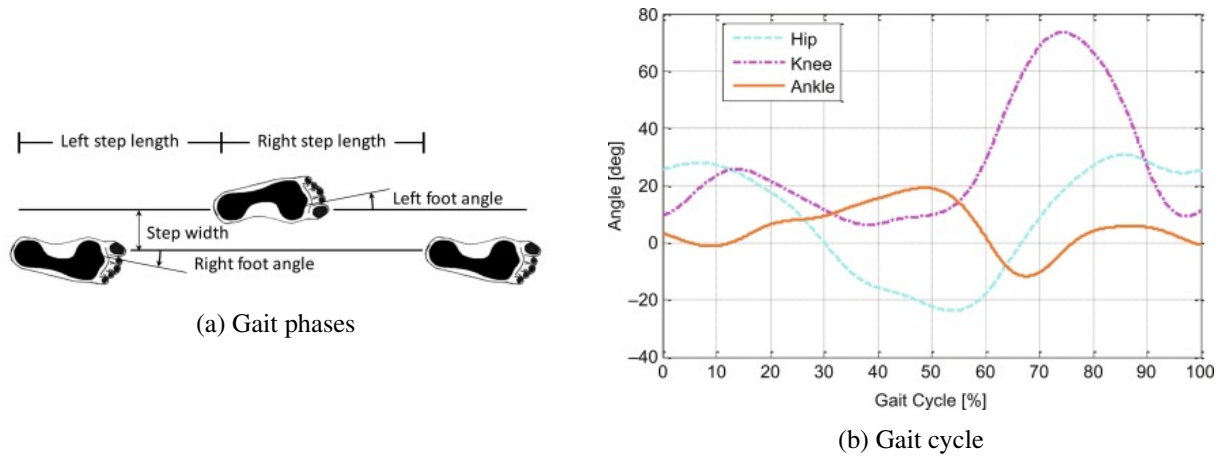 Left step length
Right step length
Left foot angle
Step width
Right foot angle
(a) Gait phases
80
60
40
20
0
−20
−40
Angle [deg]
Hip
Knee
Ankle
0 10 20 30 40 50 60 70 80 90 100
Gait Cycle [%]
(b) Gait cycle